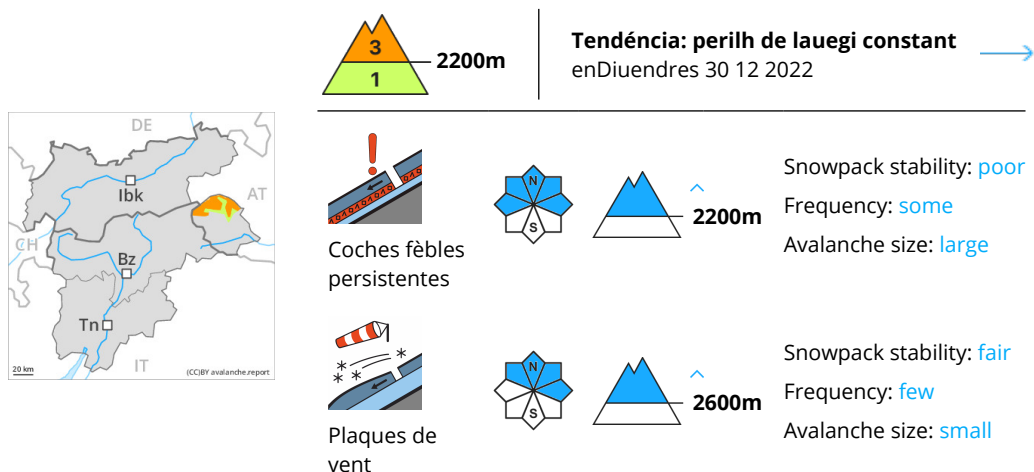 3
1
2200m
Tendéncia: perilh de lauegi constant
enDiuendres 30 12 2022
DE
AT
Ibk
CH
Bz
Tn
IT
20 km
(CC)BY avalanche.report
N
S
2200m
Snowpack stability: poor
Frequency: some
Avalanche size: large
Coches fèbles
persistentes
N
S
2600m
Snowpack stability: fair
Frequency: few
Avalanche size: small
Plaques de
vent